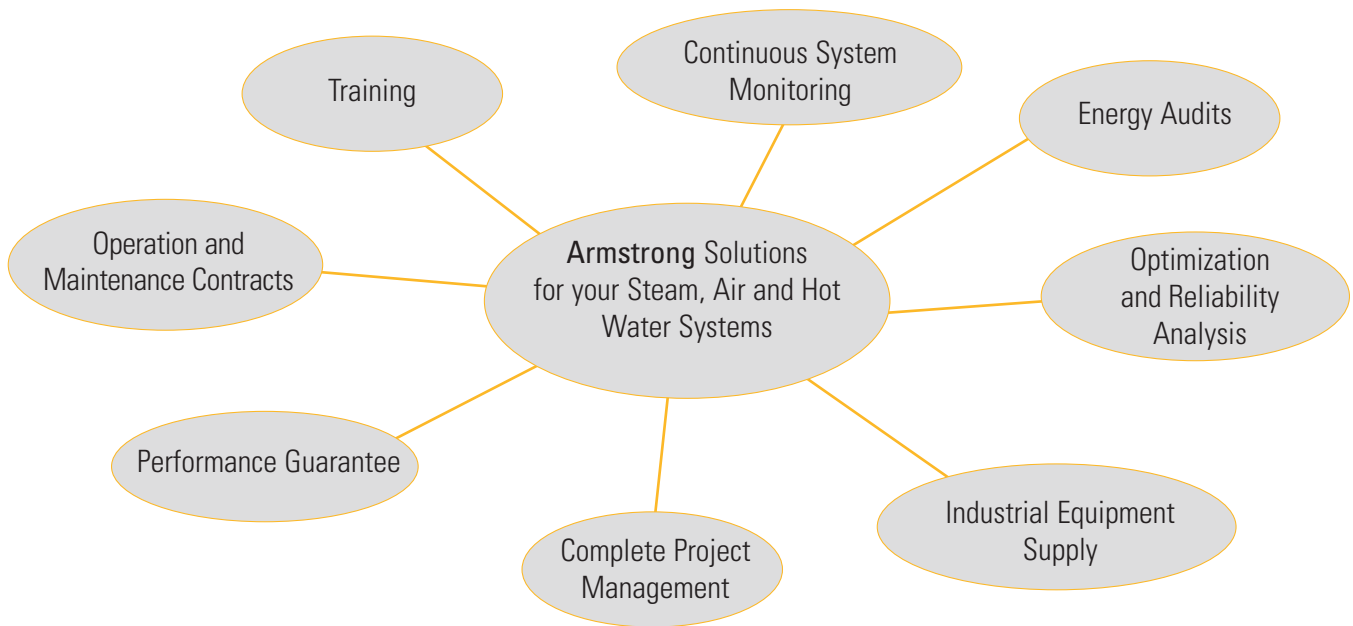 Continuous System
Monitoring
Training
Energy Audits
Operation and
Maintenance Contracts
Armstrong Solutions
for your Steam, Air and Hot
Water Systems
Optimization
and Reliability
Analysis
Performance Guarantee
Industrial Equipment
Supply
Complete Project
Management